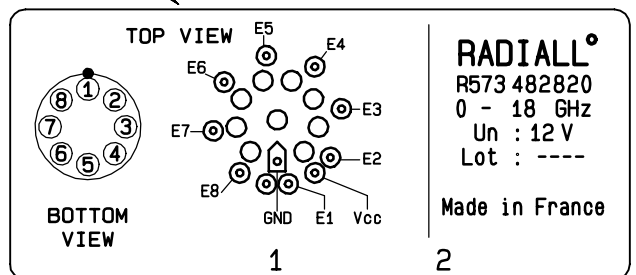 TOP VIEW
E5
E4
E6
E3
E7
E2
E8
GND E1 Vcc
1
8 2
7 3
6 4
5
BOTTOM
VIEW
RADIALL°
R573 482820
0 - 18 GHz
Un : 12 V
Lot : ----
Made in France
1 2